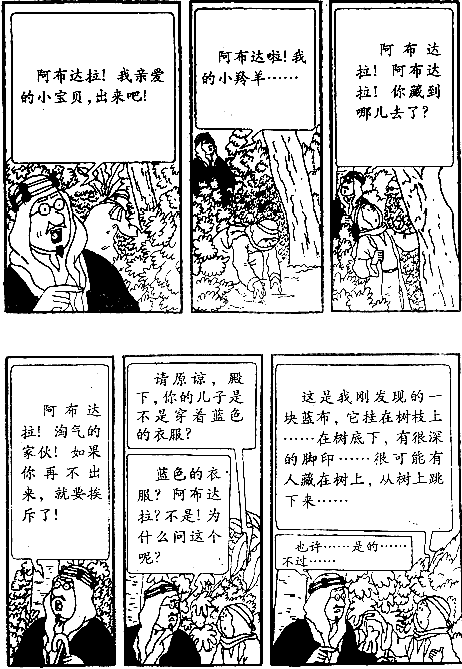 阿布达拉！我亲爱
的小宝贝，出来吧！
阿布达啦！我
的小羚羊……
阿布达
拉！阿布达
拉！你藏到
哪儿去了？
阿布达
拉！淘气的
家伙！如果
你再不出
来，就要挨
斥了！
请原谅，殿
下，你的儿子是
不是穿着蓝色
的衣服？
蓝色的衣
服？阿布达
拉？不是！为
什么问这个
呢？
这是我刚发现的一
块蓝布，它挂在树枝上
……在树底下，有很深
的脚印……很可能有
人藏在树上，从树上跳
下来……
也许……是的……
不过……